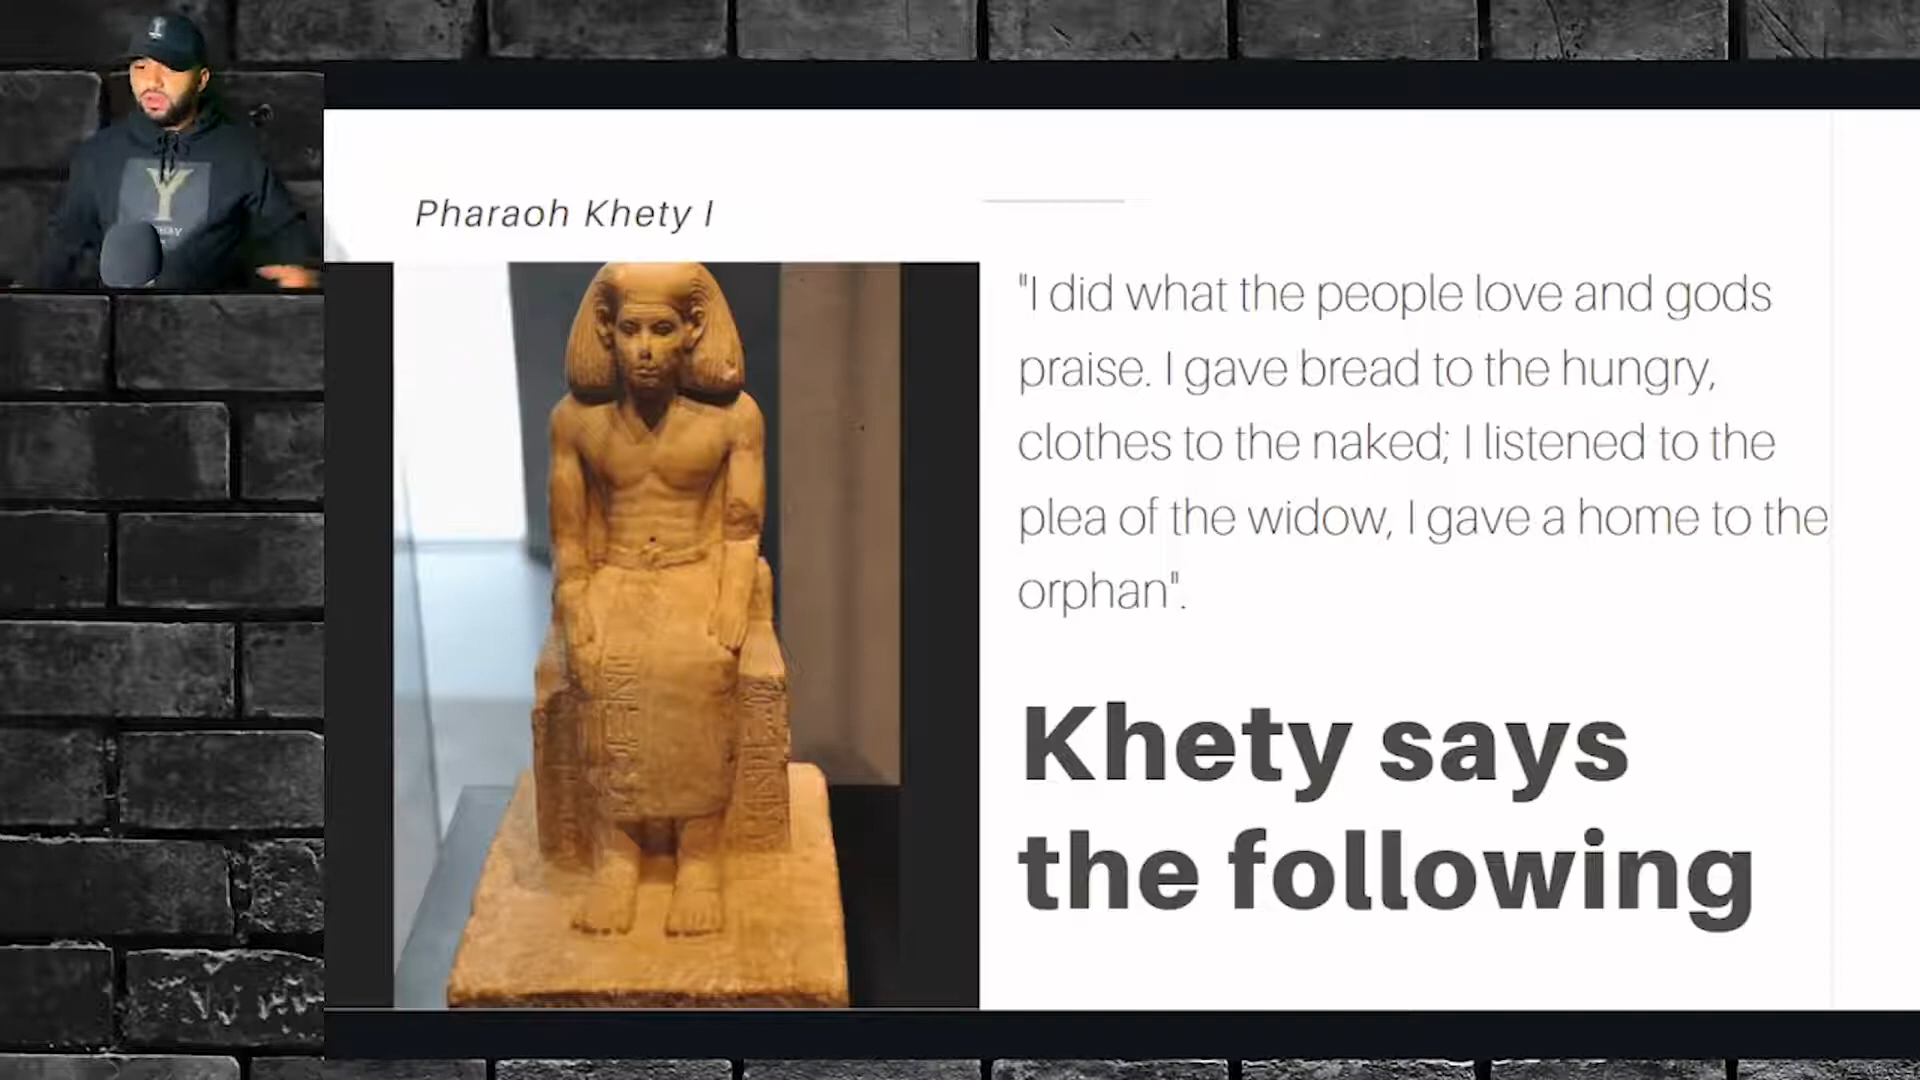 Pharaoh Khety I
"I did what the people love and gods
praise. I gave bread to the hungry,
clothes to the naked; I listened to the
plea of the widow, I gave a home to the
orphan".
Khety says
the following
Y